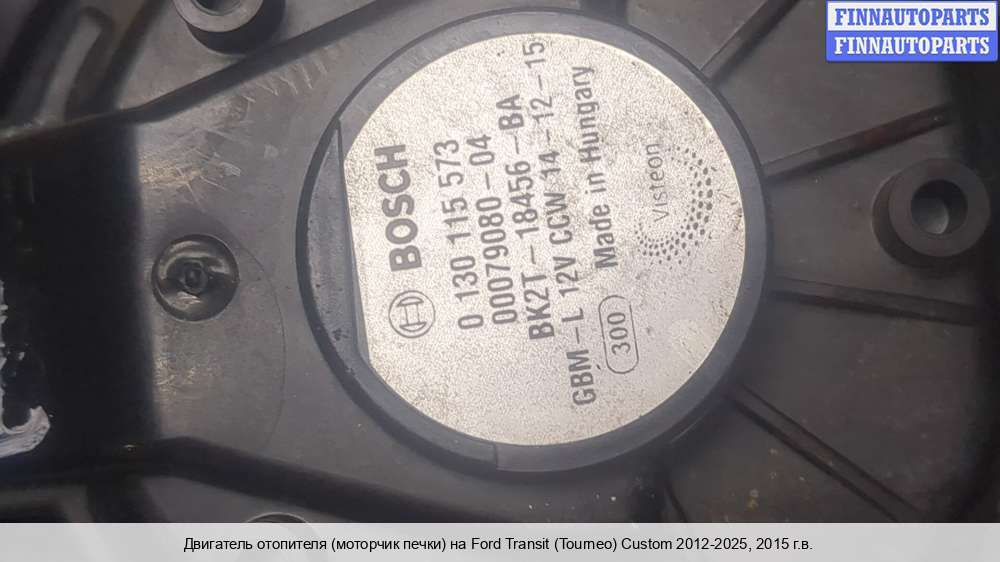 FINNAUTOPARTS
FINNAUTOPARTS
BOSCH
0 130 115 573
00079080-04
BK2T-18456-BA
GBM-L 12V CCW 14-12-15
300 Made in Hungary
Visteon
Двигатель отопителя (моторчик печки) на Ford Transit (Tourneo) Custom 2012-2025, 2015 г.в.